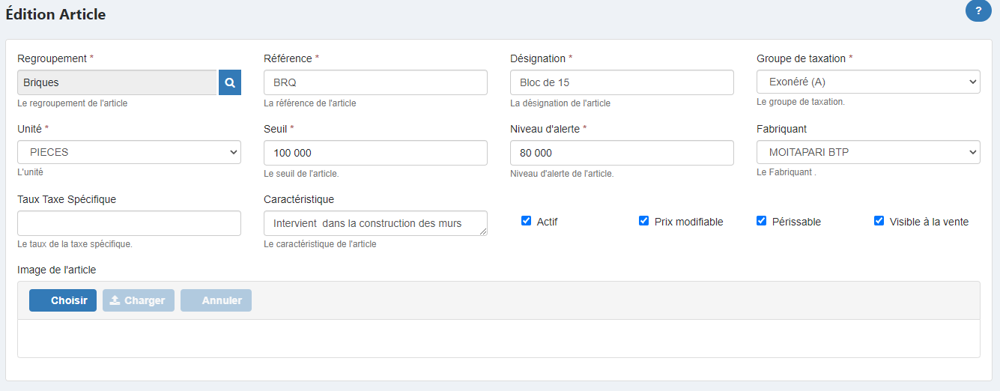 Édition Article
?
Regroupement * Référence * Désignation * Groupe de taxation *
Briques BRQ Bloc de 15 Exonéré (A)
Le regroupement de l'article La référence de l'article La désignation de l'article Le groupe de taxation.
Unité * Seuil * Niveau d'alerte * Fabriquant
PIECES 100 000 80 000 MOITAPARI BTP
L'unité Le seuil de l'article. Niveau d'alerte de l'article. Le Fabriquant .
Taux Taxe Spécifique Caractéristique
Intervient dans la construction des murs Actif Prix modifiable Périssable Visible à la vente
Le taux de la taxe spécifique. Le caractéristique de l'article
Image de l'article
Choisir Charger Annuler